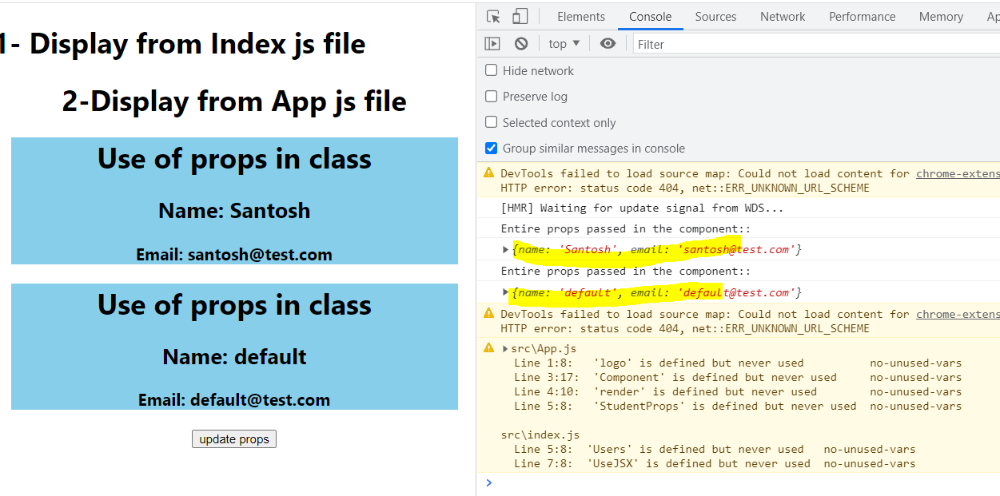 1- Display from Index js file
2-Display from App js file
Use of props in class
Name: Santosh
Email: santosh@test.com
Use of props in class
Name: default
Email: default@test.com
update props
Elements Console Sources Network Performance Memory
top Filter
Hide network
Preserve log
Selected context only
Group similar messages in console
DevTools failed to load source map: Could not load content for chrome-extens
HTTP error: status code 404, net::ERR_UNKNOWN_URL_SCHEME
[HMR] Waiting for update signal from WDS...
Entire props passed in the component::
{name: 'Santosh', email: 'santosh@test.com'}
Entire props passed in the component::
{name: 'default', email: 'default@test.com'}
DevTools failed to load source map: Could not load content for chrome-extens
HTTP error: status code 404, net::ERR_UNKNOWN_URL_SCHEME
src\App.js
Line 1:8: 'logo' is defined but never used no-unused-vars
Line 3:17: 'Component' is defined but never used no-unused-vars
Line 4:10: 'render' is defined but never used no-unused-vars
Line 5:8: 'StudentProps' is defined but never used no-unused-vars
src\index.js
Line 5:8: 'Users' is defined but never used no-unused-vars
Line 7:8: 'UseJSX' is defined but never used no-unused-vars